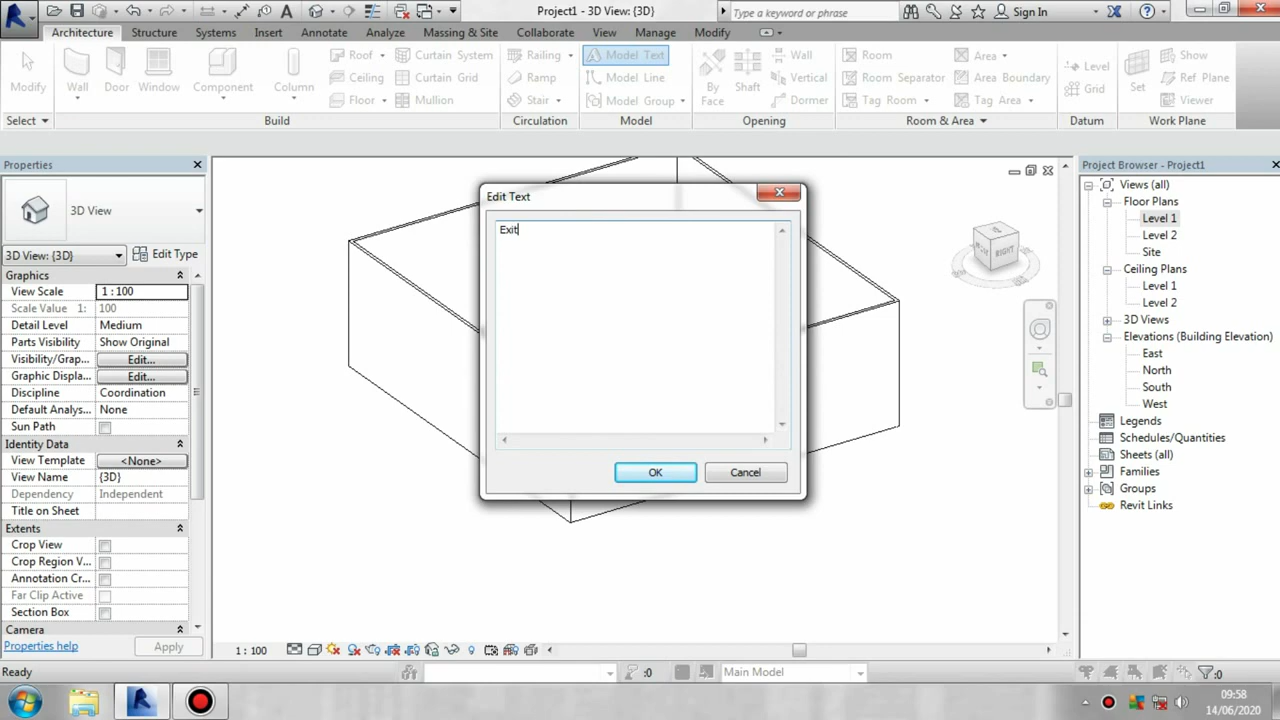 Project1 - 3D View: {3D}
Type a keyword or phrase
Sign In
Architecture
Structure
Systems
Insert
Annotate
Analyze
Massing & Site
Collaborate
View
Manage
Modify
Modify
Wall
Door
Window
Component
Column
Roof
Ceiling
Floor
Curtain System
Curtain Grid
Mullion
Railing
Ramp
Stair
Model Text
Model Line
Model Group
By Face
Shaft
Wall
Vertical
Dormer
Room
Room Separator
Tag Room
Area
Area Boundary
Tag Area
Level
Grid
Set
Show
Ref Plane
Viewer
Select
Build
Circulation
Model
Opening
Room & Area
Datum
Work Plane
Properties
3D View
3D View: {3D}
Edit Type
Graphics
View Scale 1 : 100
Scale Value 1: 100
Detail Level Medium
Parts Visibility Show Original
Visibility/Grap... Edit...
Graphic Displa... Edit...
Discipline Coordination
Default Analys... None
Sun Path
Identity Data
View Template <None>
View Name {3D}
Dependency Independent
Title on Sheet
Extents
Crop View
Crop Region V...
Annotation Cr...
Far Clip Active
Section Box
Camera
Properties help
Apply
Edit Text
Exit
OK
Cancel
RIGHT
Project Browser - Project1
Views (all)
Floor Plans
Level 1
Level 2
Site
Ceiling Plans
Level 1
Level 2
3D Views
Elevations (Building Elevation)
East
North
South
West
Legends
Schedules/Quantities
Sheets (all)
Families
Groups
Revit Links
1 : 100
Ready
:0
Main Model
:0
09:58
14/06/2020